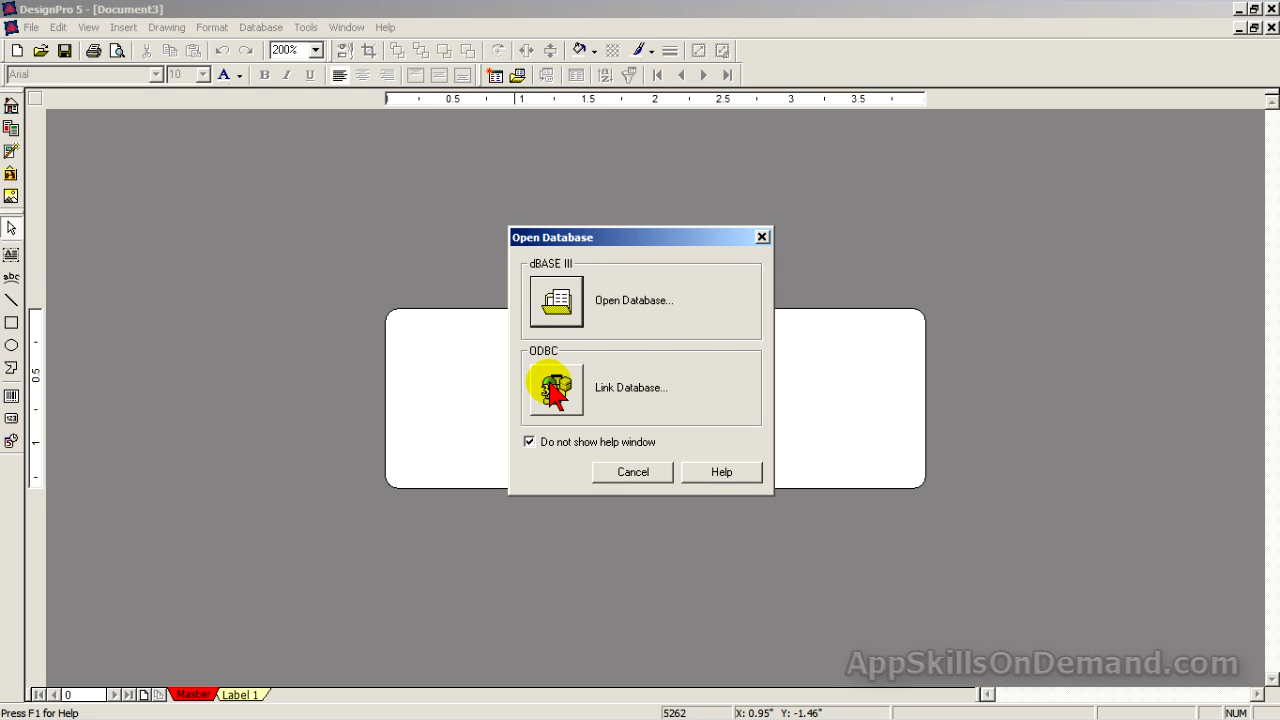 DesignPro 5 - [Document3]
File Edit View Insert Drawing Format Database Tools Window Help
200%
Arial 10 A B I U
0.5 1 1.5 2 2.5 3 3.5
Open Database
dBASE III
Open Database...
ODBC
Link Database...
Do not show help window
Cancel Help
abc
123
0.5
1
AppSkillsOnDemand.com
0 Master Label 1
Press F1 for Help 5262 X: 0.95" Y: -1.46" NUM